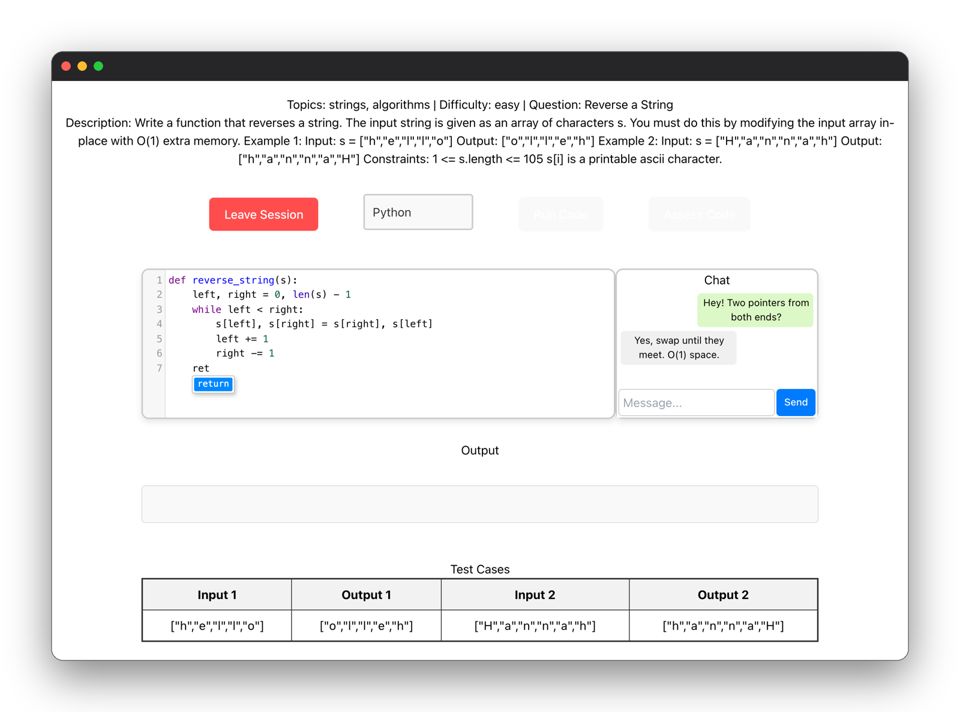 Topics: strings, algorithms | Difficulty: easy | Question: Reverse a String
Description: Write a function that reverses a string. The input string is given as an array of characters s. You must do this by modifying the input array in-
place with O(1) extra memory. Example 1: Input: s = ["h","e","l","l","o"] Output: ["o","l","l","e","h"] Example 2: Input: s = ["H","a","n","n","a","h"] Output:
["h","a","n","n","a","H"] Constraints: 1 <= s.length <= 105 s[i] is a printable ascii character.
Leave Session
Python
Run Code
Assess Code
1 def reverse_string(s):
2     left, right = 0, len(s) - 1
3     while left < right:
4         s[left], s[right] = s[right], s[left]
5         left += 1
6         right -= 1
7     ret
return
Chat
Hey! Two pointers from
both ends?
Yes, swap until they
meet. O(1) space.
Message...
Send
Output
Test Cases
Input 1 Output 1 Input 2 Output 2
["h","e","l","l","o"] ["o","l","l","e","h"] ["H","a","n","n","a","h"] ["h","a","n","n","a","H"]